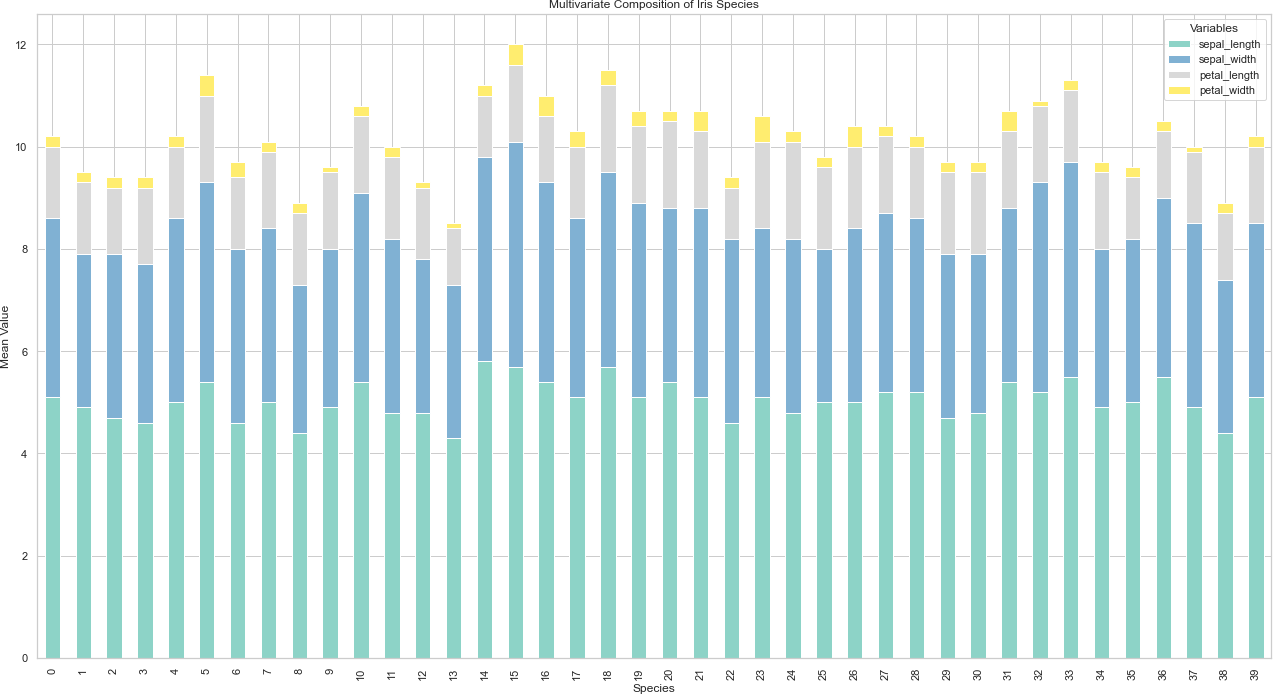 Multivariate Composition of Iris Species
Variables
sepal_length
sepal_width
petal_length
petal_width
Mean Value
12
10
8
6
4
2
0
0 1 2 3 4 5 6 7 8 9 10 11 12 13 14 15 16 17 18 19 20 21 22 23 24 25 26 27 28 29 30 31 32 33 34 35 36 37 38 39
Species